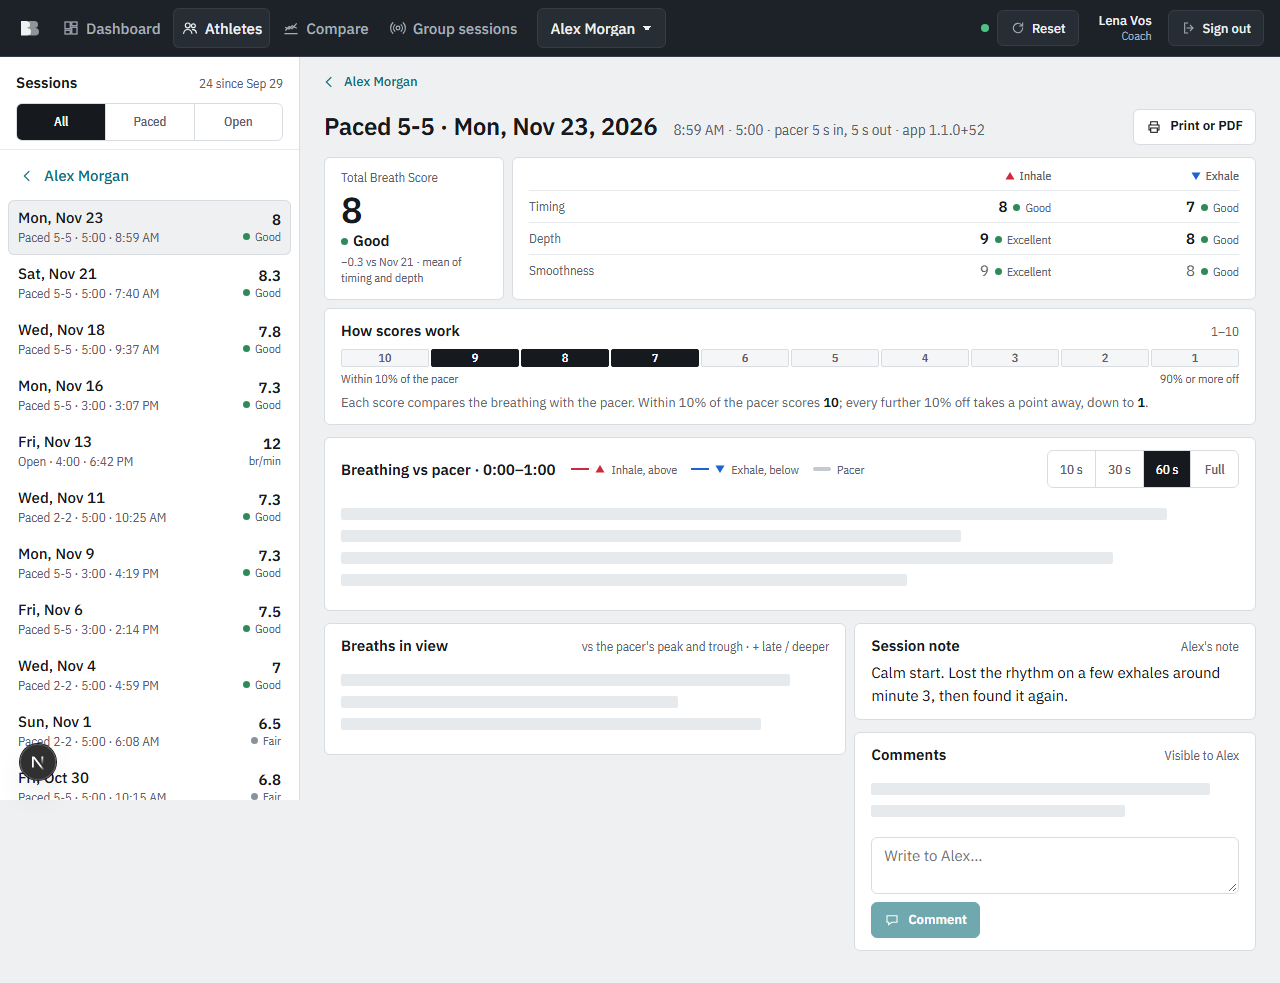 Dashboard
Athletes
Compare
Group sessions
Alex Morgan
Reset
Lena Vos
Coach
Sign out
Sessions
24 since Sep 29
All
Paced
Open
Alex Morgan
Mon, Nov 23
8
Paced 5-5 · 5:00 · 8:59 AM
Good
Sat, Nov 21
8.3
Paced 5-5 · 5:00 · 7:40 AM
Good
Wed, Nov 18
7.8
Paced 5-5 · 5:00 · 9:37 AM
Good
Mon, Nov 16
7.3
Paced 5-5 · 3:00 · 3:07 PM
Good
Fri, Nov 13
12
Open · 4:00 · 6:42 PM
br/min
Wed, Nov 11
7.3
Paced 2-2 · 5:00 · 10:25 AM
Good
Mon, Nov 9
7.3
Paced 5-5 · 3:00 · 4:19 PM
Good
Fri, Nov 6
7.5
Paced 5-5 · 3:00 · 2:14 PM
Good
Wed, Nov 4
7
Paced 2-2 · 5:00 · 4:59 PM
Good
Sun, Nov 1
6.5
Paced 2-2 · 5:00 · 6:08 AM
Fair
Fri, Oct 30
6.8
Paced 5-5 · 5:00 · 10:15 AM
Fair
Alex Morgan
Paced 5-5 · Mon, Nov 23, 2026
8:59 AM · 5:00 · pacer 5 s in, 5 s out · app 1.1.0+52
Print or PDF
Total Breath Score
8
Good
−0.3 vs Nov 21 · mean of
timing and depth
Inhale
Exhale
Timing
8 Good
7 Good
Depth
9 Excellent
8 Good
Smoothness
9 Excellent
8 Good
How scores work
1–10
10
9
8
7
6
5
4
3
2
1
Within 10% of the pacer
90% or more off
Each score compares the breathing with the pacer. Within 10% of the pacer scores 10; every further 10% off takes a point away, down to 1.
Breathing vs pacer · 0:00–1:00
Inhale, above
Exhale, below
Pacer
10 s
30 s
60 s
Full
Breaths in view
vs the pacer's peak and trough · + late / deeper
Session note
Alex's note
Calm start. Lost the rhythm on a few exhales around
minute 3, then found it again.
Comments
Visible to Alex
Write to Alex...
Comment